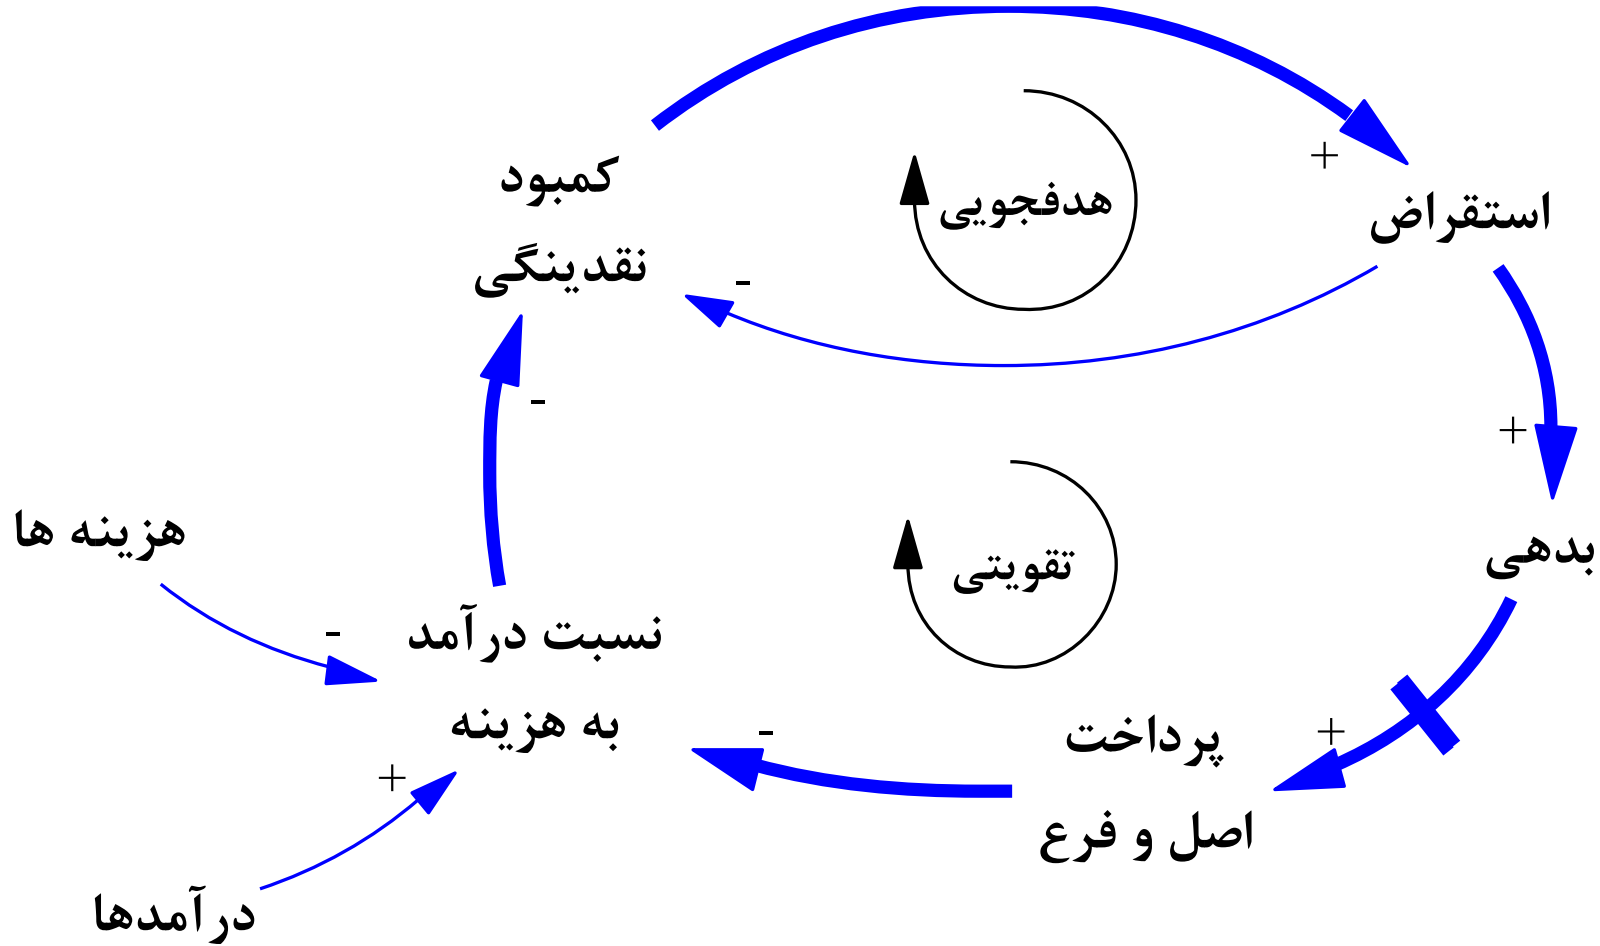 کمبود
نقدینگی
+
استقراض
هدفجویی
-
-
+
بدهی
تقویتی
هزینه ها
-
نسبت درآمد
به هزینه
+
درآمدها
-
پرداخت
اصل و فرع
+